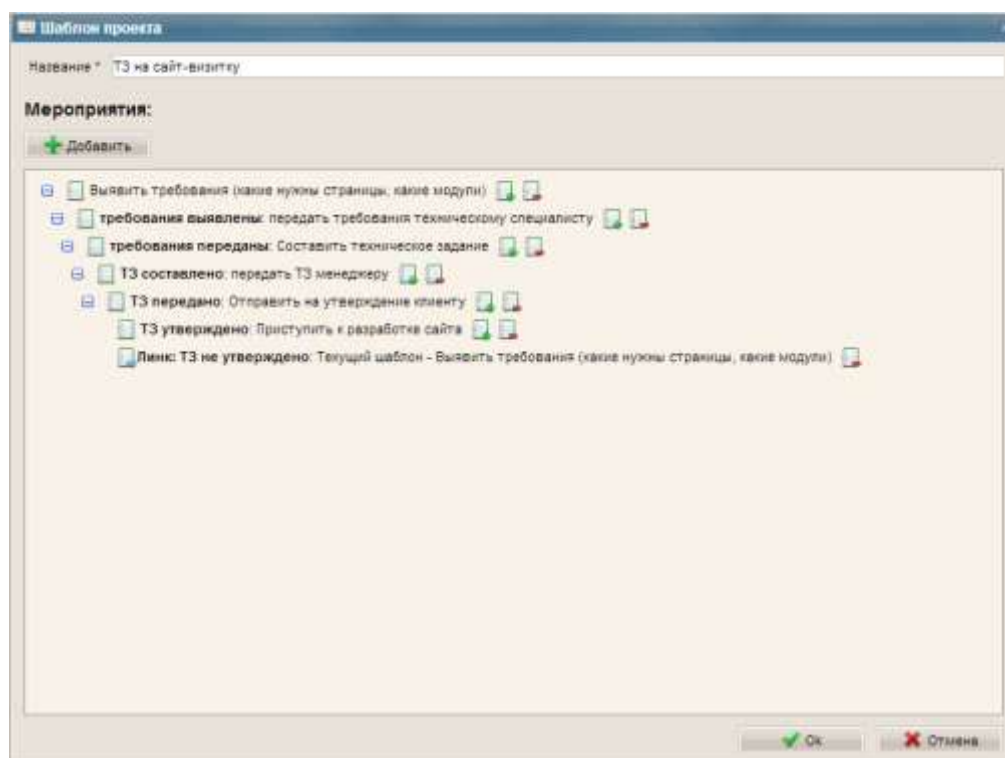 Шаблон проекта
Название * ТЗ на сайт-визитку
Мероприятия:
Добавить
Выявить требования (какие нужны страницы, какие модули)
требования выявлены: передать требования техническому специалисту
требования переданы: Составить техническое задание
ТЗ составлено: передать ТЗ менеджеру
ТЗ передано: Отправить на утверждение клиенту
ТЗ утверждено: Приступить к разработке сайта
Линк: ТЗ не утверждено: Текущий шаблон - Выявить требования (какие нужны страницы, какие модули)
Ok Отмена